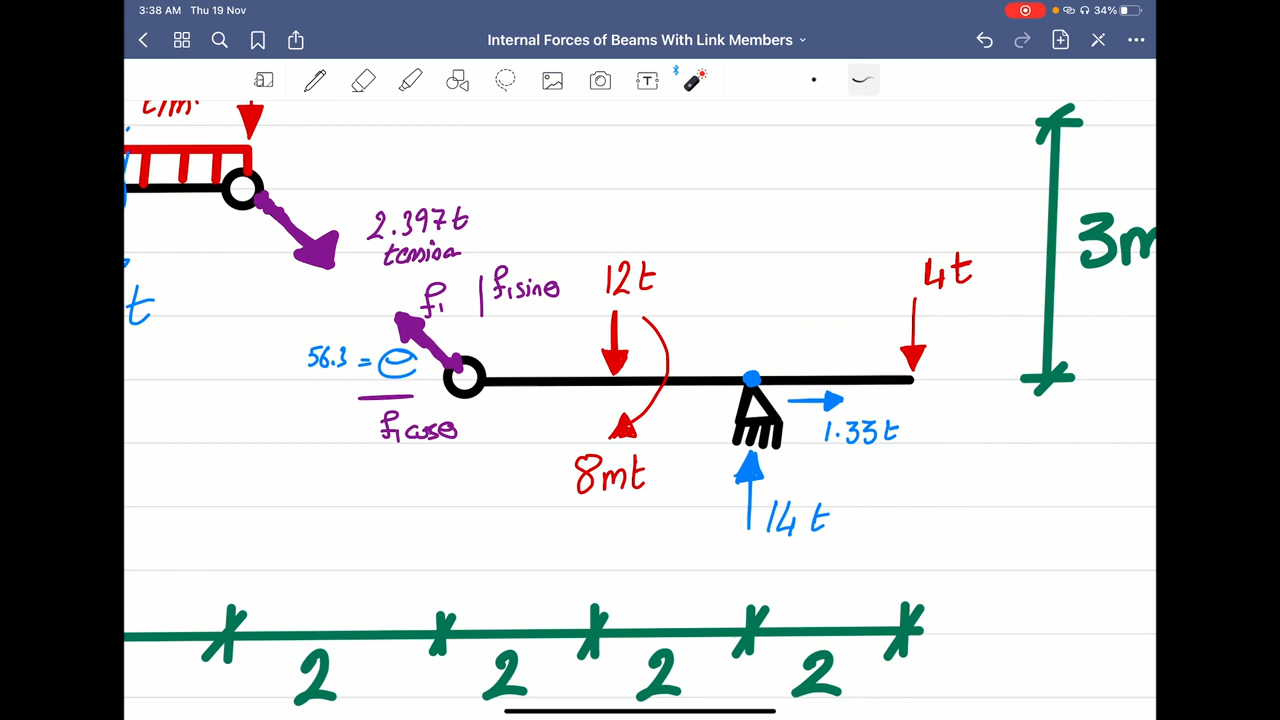 3:38 AM Thu 19 Nov
34%
Internal Forces of Beams With Link Members
T
t/m'
2.397t
tension
f₁ | f₁sinθ
12t
4t
3m
t
56.3 = θ
f₁cosθ
8mt
1.33t
14t
2 2 2 2